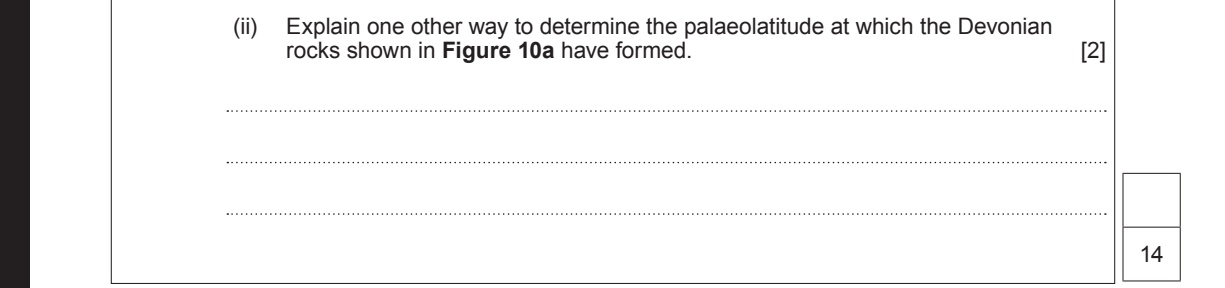 (ii) Explain one other way to determine the palaeolatitude at which the Devonian
rocks shown in Figure 10a have formed. [2]
14